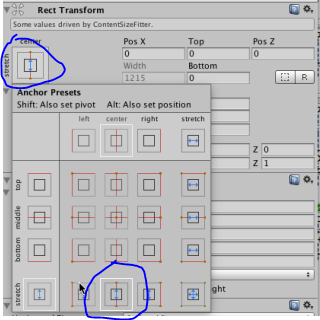 Rect Transform
Some values driven by ContentSizeFitter.
center
Pos X Top Pos Z
stretch
0 0 0
Width Bottom
1215 0
R
Anchor Presets
Shift: Also set pivot Alt: Also set position
left center right stretch
top
Z 0
Z 1
middle
bottom
stretch
ght